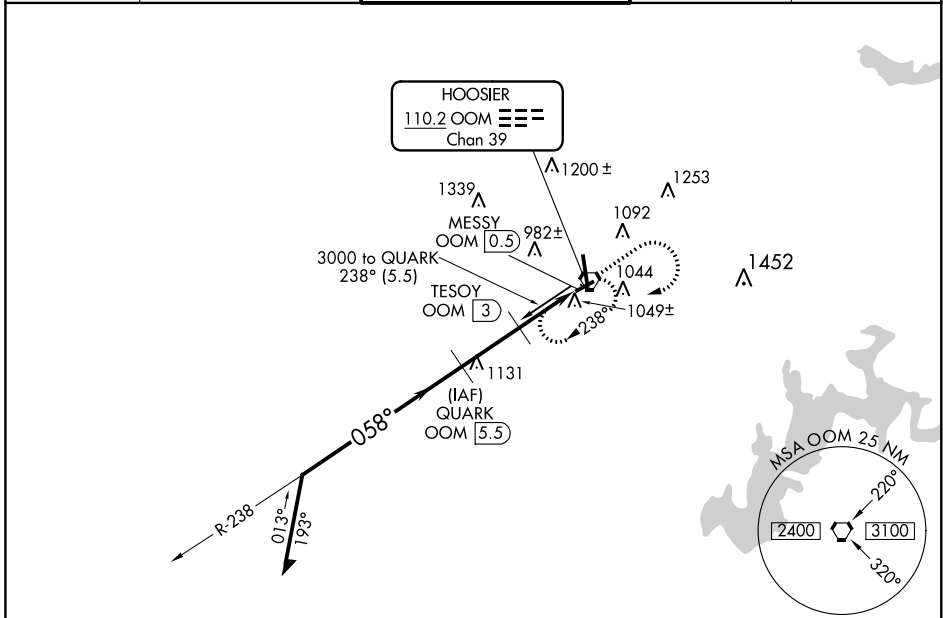 HOOSIER
110.2 OOM
Chan 39
1200 ±
1253
1339
1092
MESSY
OOM 0.5
982±
3000 to QUARK
238° (5.5)
1452
1044
TESOY
OOM 3
1049±
238°
1131
(IAF)
QUARK
OOM 5.5
058°
MSA OOM 25 NM
220°
R-238
013°
193°
2400
3100
320°